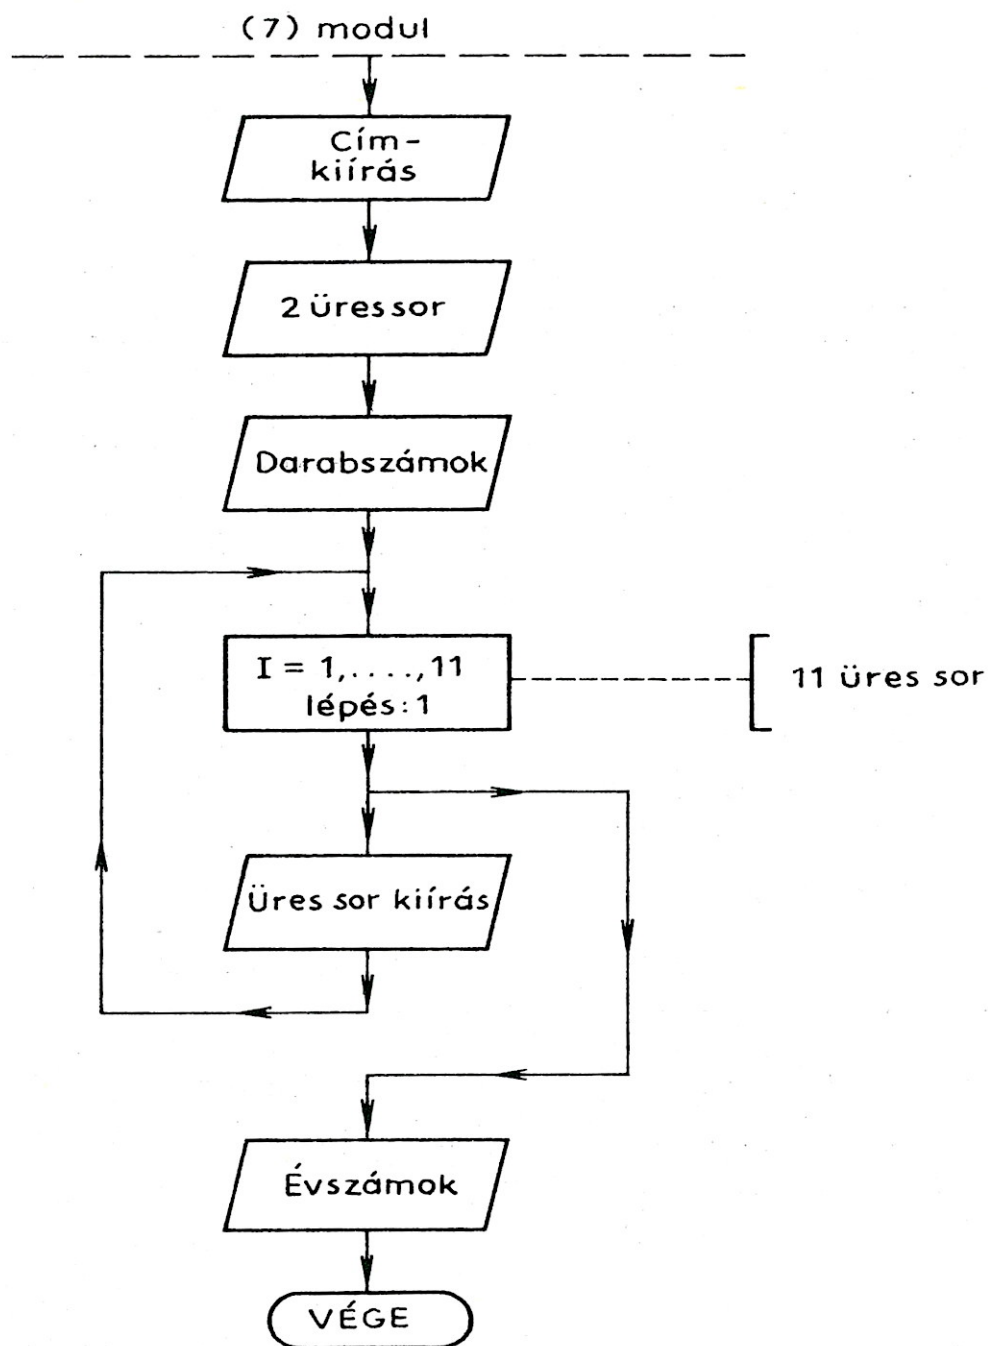 (7) modul
Cím-
kiírás
2 üres sor
Darabszámok
I = 1,....,11
lépés: 1
11 üres sor
Üres sor kiírás
Évszámok
VÉGE